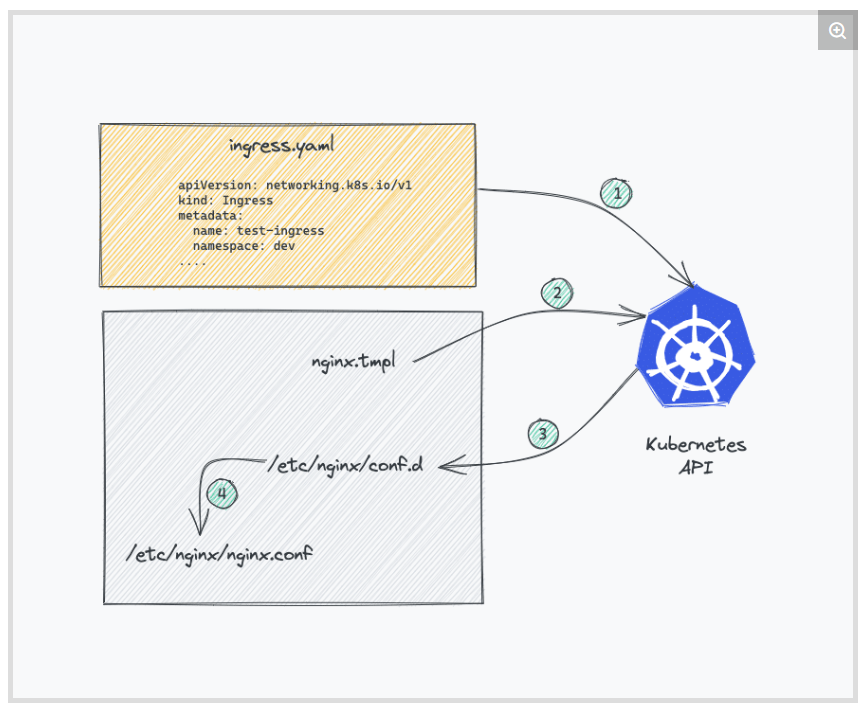 ingress.yaml
apiVersion: networking.k8s.io/v1
kind: Ingress
metadata:
  name: test-ingress
  namespace: dev
....
1
2
nginx.tmpl
3
Kubernetes
API
/etc/nginx/conf.d
4
/etc/nginx/nginx.conf